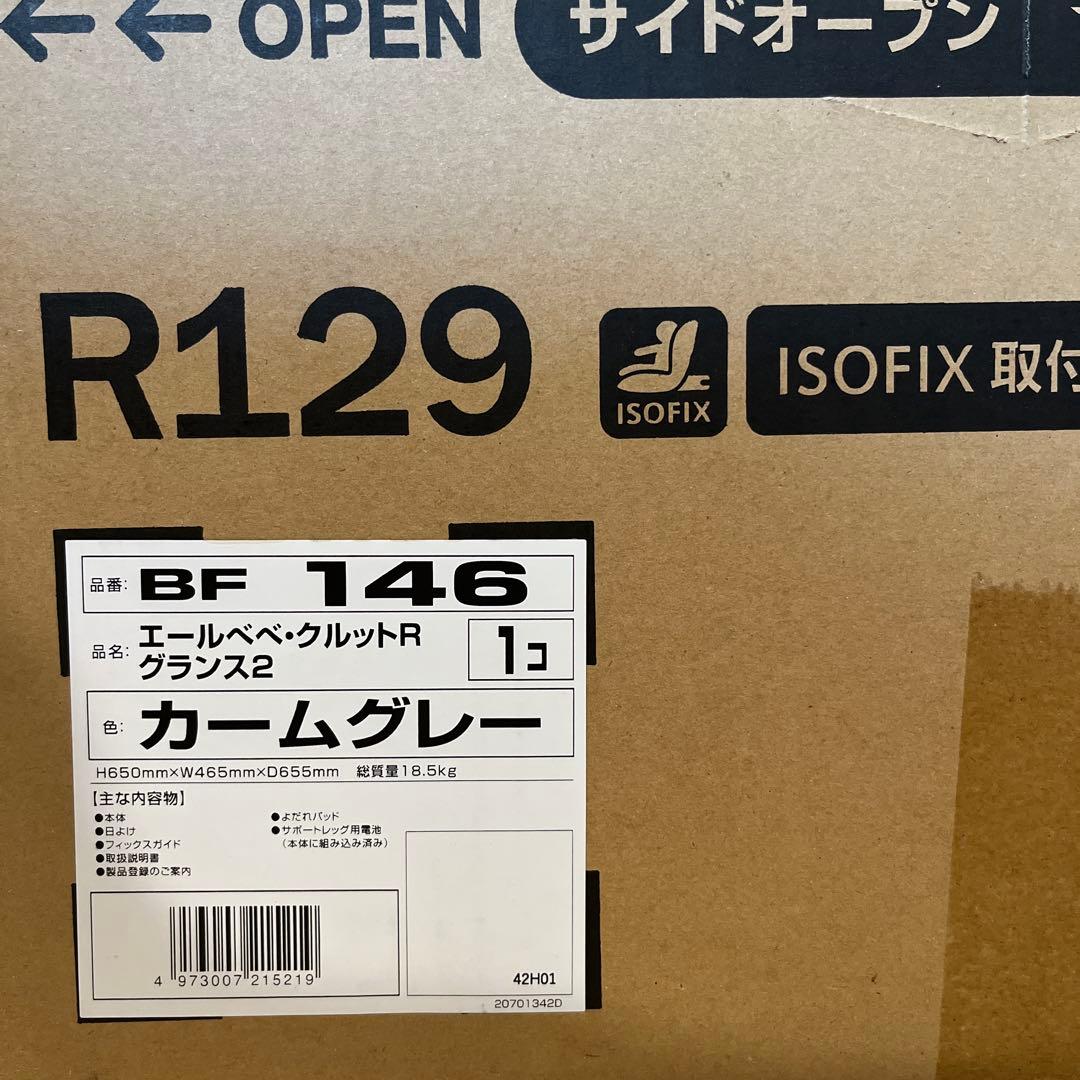 ←← OPEN サイドオープン
R129
ISOFIX
ISOFIX 取付
品番: BF 146
品名: エールベベ・クルットR
グランス2
1コ
色: カームグレー
H650mm×W465mm×D655mm 総質量18.5kg
【主な内容物】
●本体
●日よけ
●フィックスガイド
●取扱説明書
●製品登録のご案内
●よだれパッド
●サポートレッグ用電池
（本体に組み込み済み）
4 973007 215219
42H01
20701342D